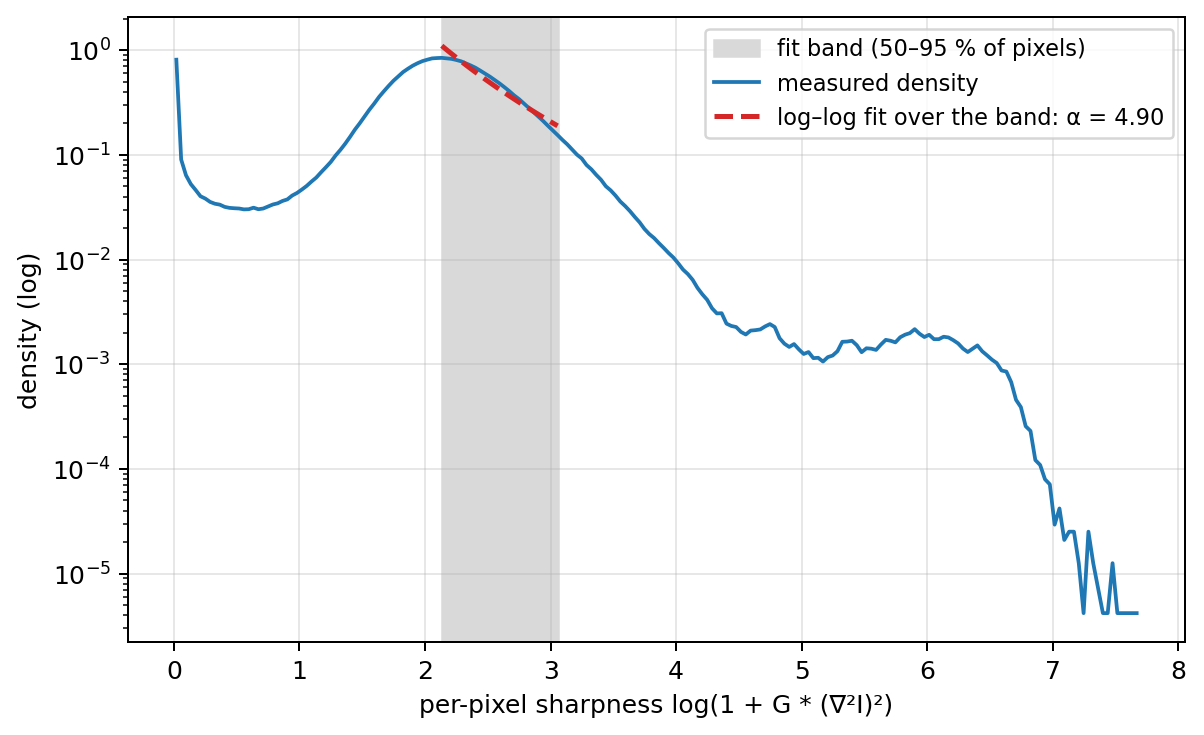 fit band (50–95 % of pixels)
measured density
log–log fit over the band: α = 4.90
density (log)
10⁰
10⁻¹
10⁻²
10⁻³
10⁻⁴
10⁻⁵
0 1 2 3 4 5 6 7 8
per-pixel sharpness log(1 + G * (∇²I)²)